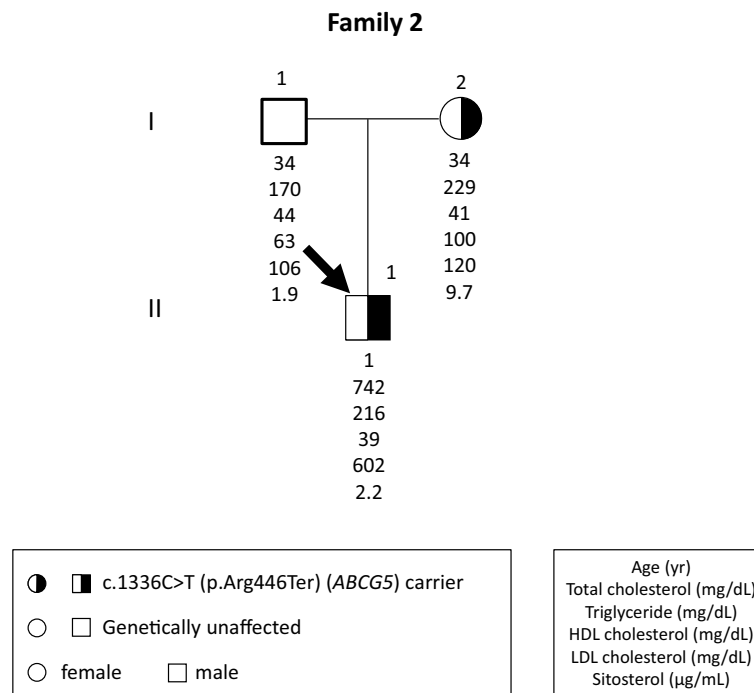 Family 2
1
2
I
34
170
44
63
106
1.9
34
229
41
100
120
9.7
1
II
1
742
216
39
602
2.2
c.1336C>T (p.Arg446Ter) (ABCG5) carrier
Genetically unaffected
female male
Age (yr)
Total cholesterol (mg/dL)
Triglyceride (mg/dL)
HDL cholesterol (mg/dL)
LDL cholesterol (mg/dL)
Sitosterol (µg/mL)